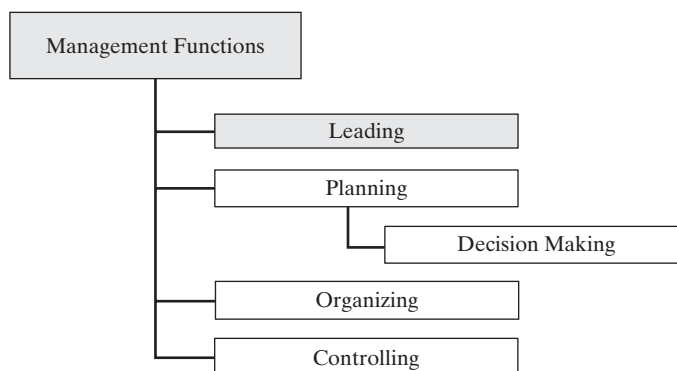 Management Functions
Leading
Planning
Decision Making
Organizing
Controlling